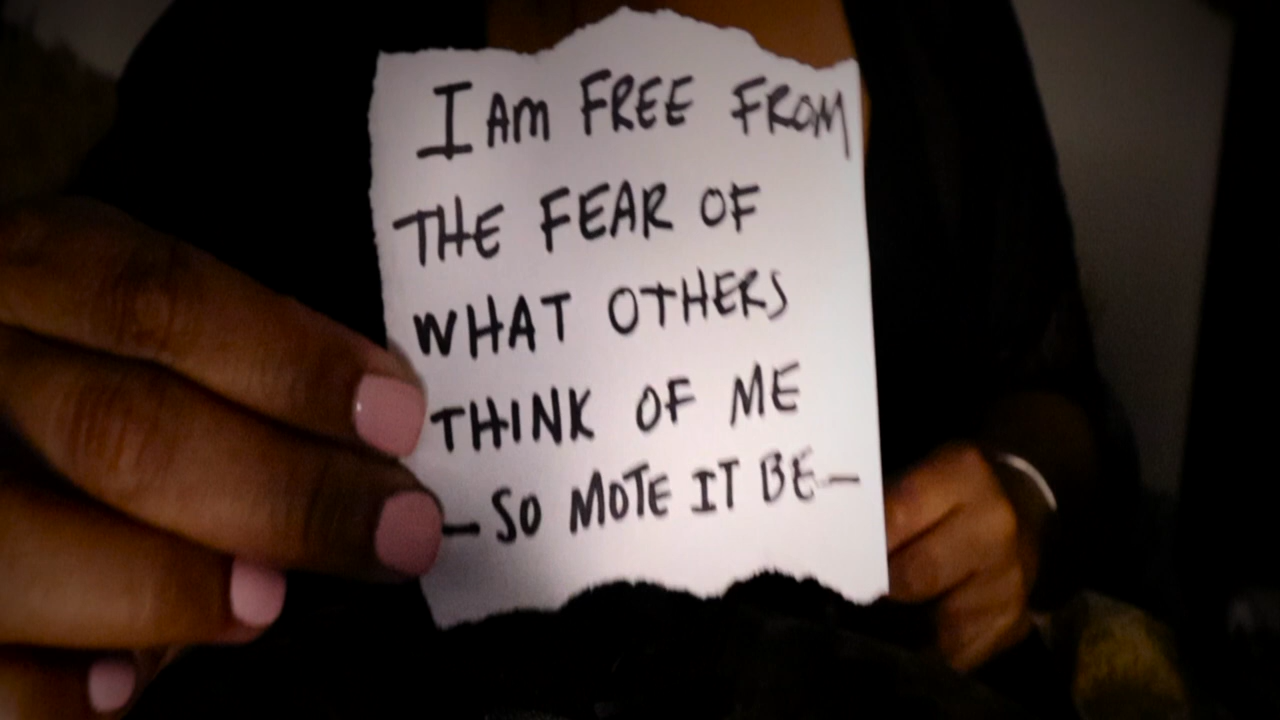 I AM FREE FROM
THE FEAR OF
WHAT OTHERS
THINK OF ME
- SO MOTE IT BE -